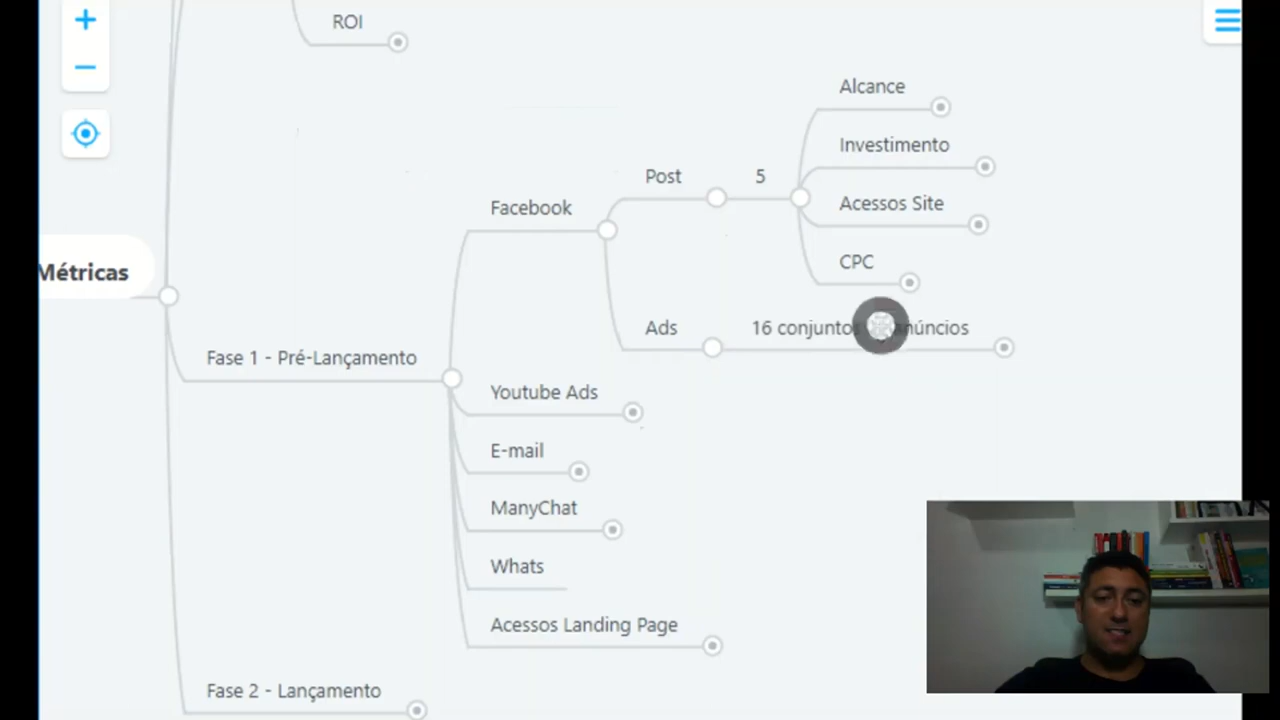 ROI
Alcance
Investimento
Post
5
Acessos Site
Facebook
CPC
Métricas
Ads
16 conjuntos
anúncios
Fase 1 - Pré-Lançamento
Youtube Ads
E-mail
ManyChat
Whats
Acessos Landing Page
Fase 2 - Lançamento